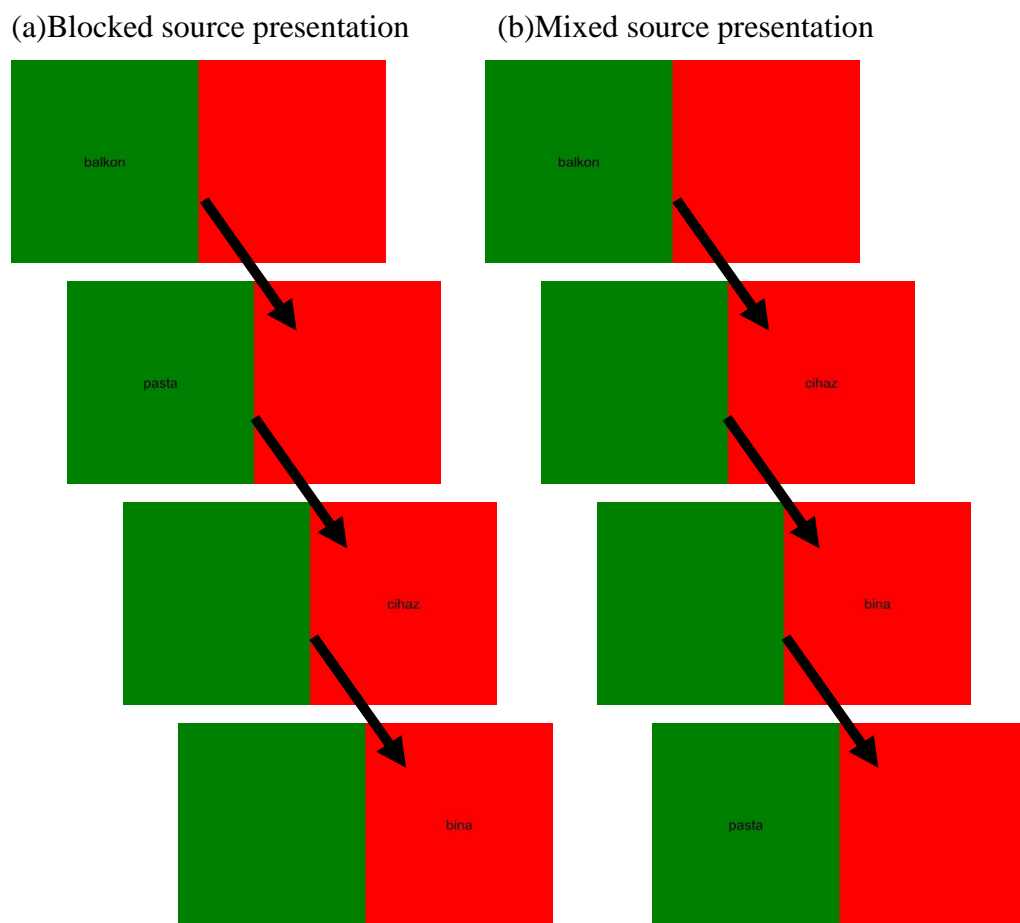 (a)Blocked source presentation
balkon
pasta
cihaz
bina
(b)Mixed source presentation
balkon
cihaz
bina
pasta